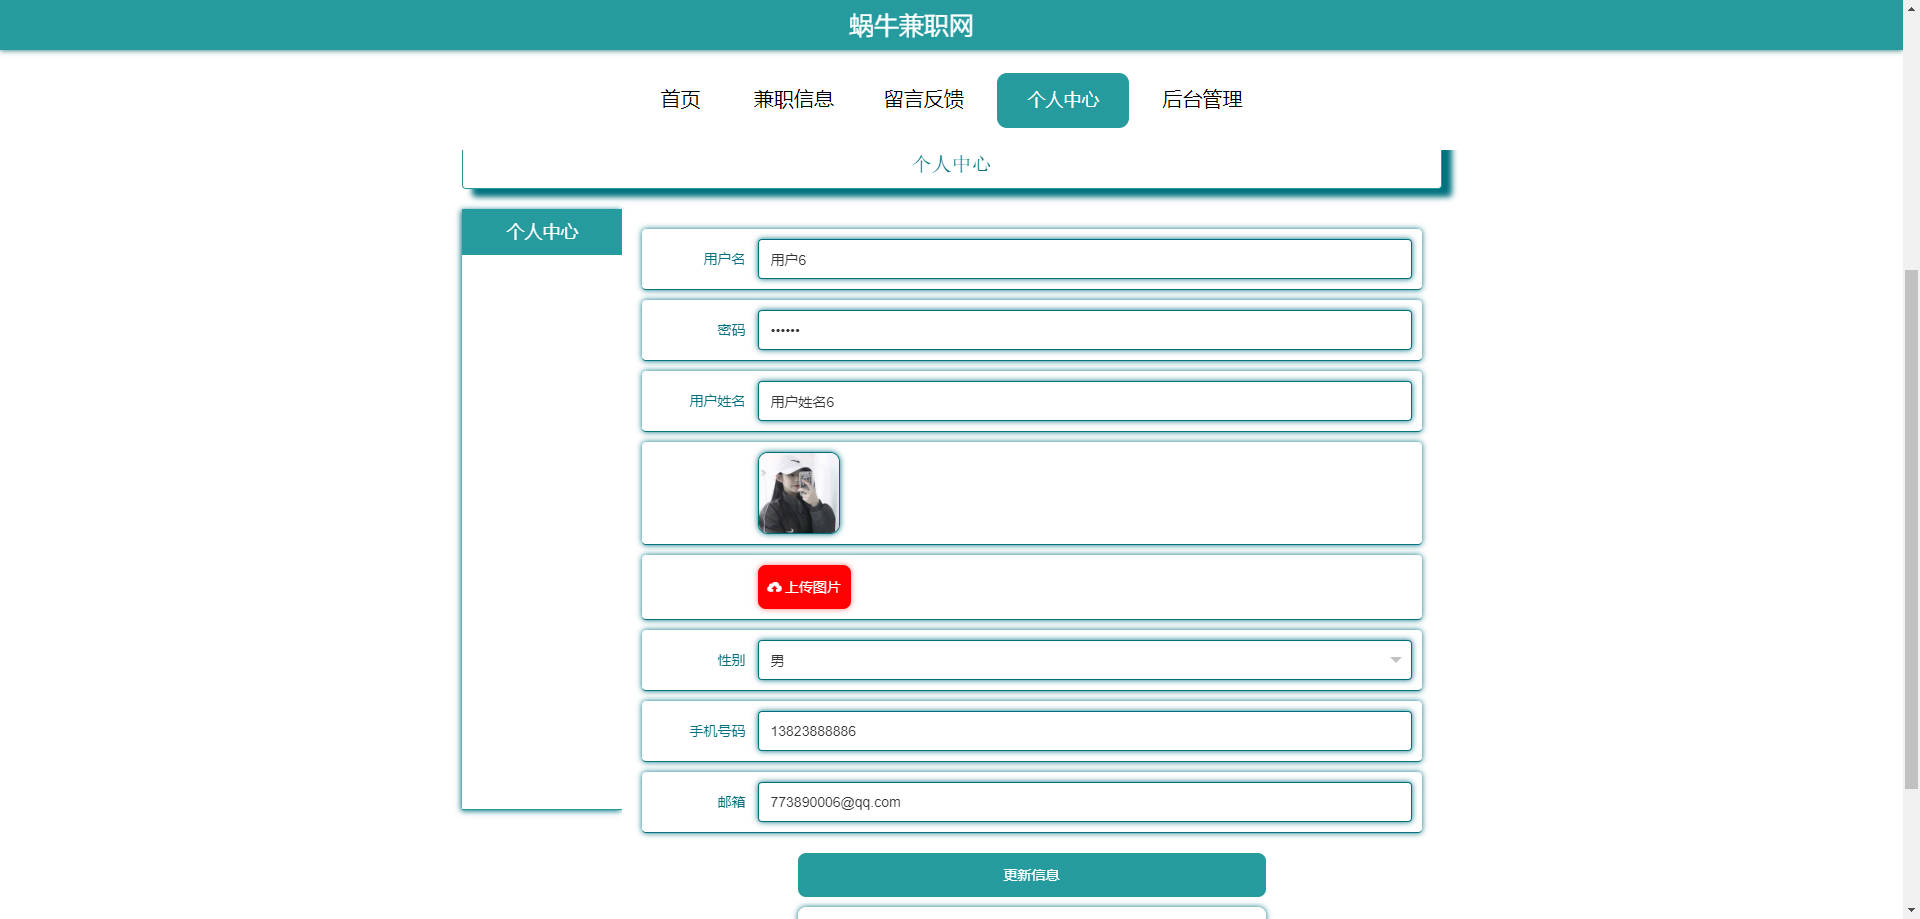 蜗牛兼职网
首页 兼职信息 留言反馈 个人中心 后台管理
个人中心
个人中心
用户名 用户6
密码 ••••••
用户姓名 用户姓名6
上传图片
性别 男
手机号码 13823888886
邮箱 773890006@qq.com
更新信息